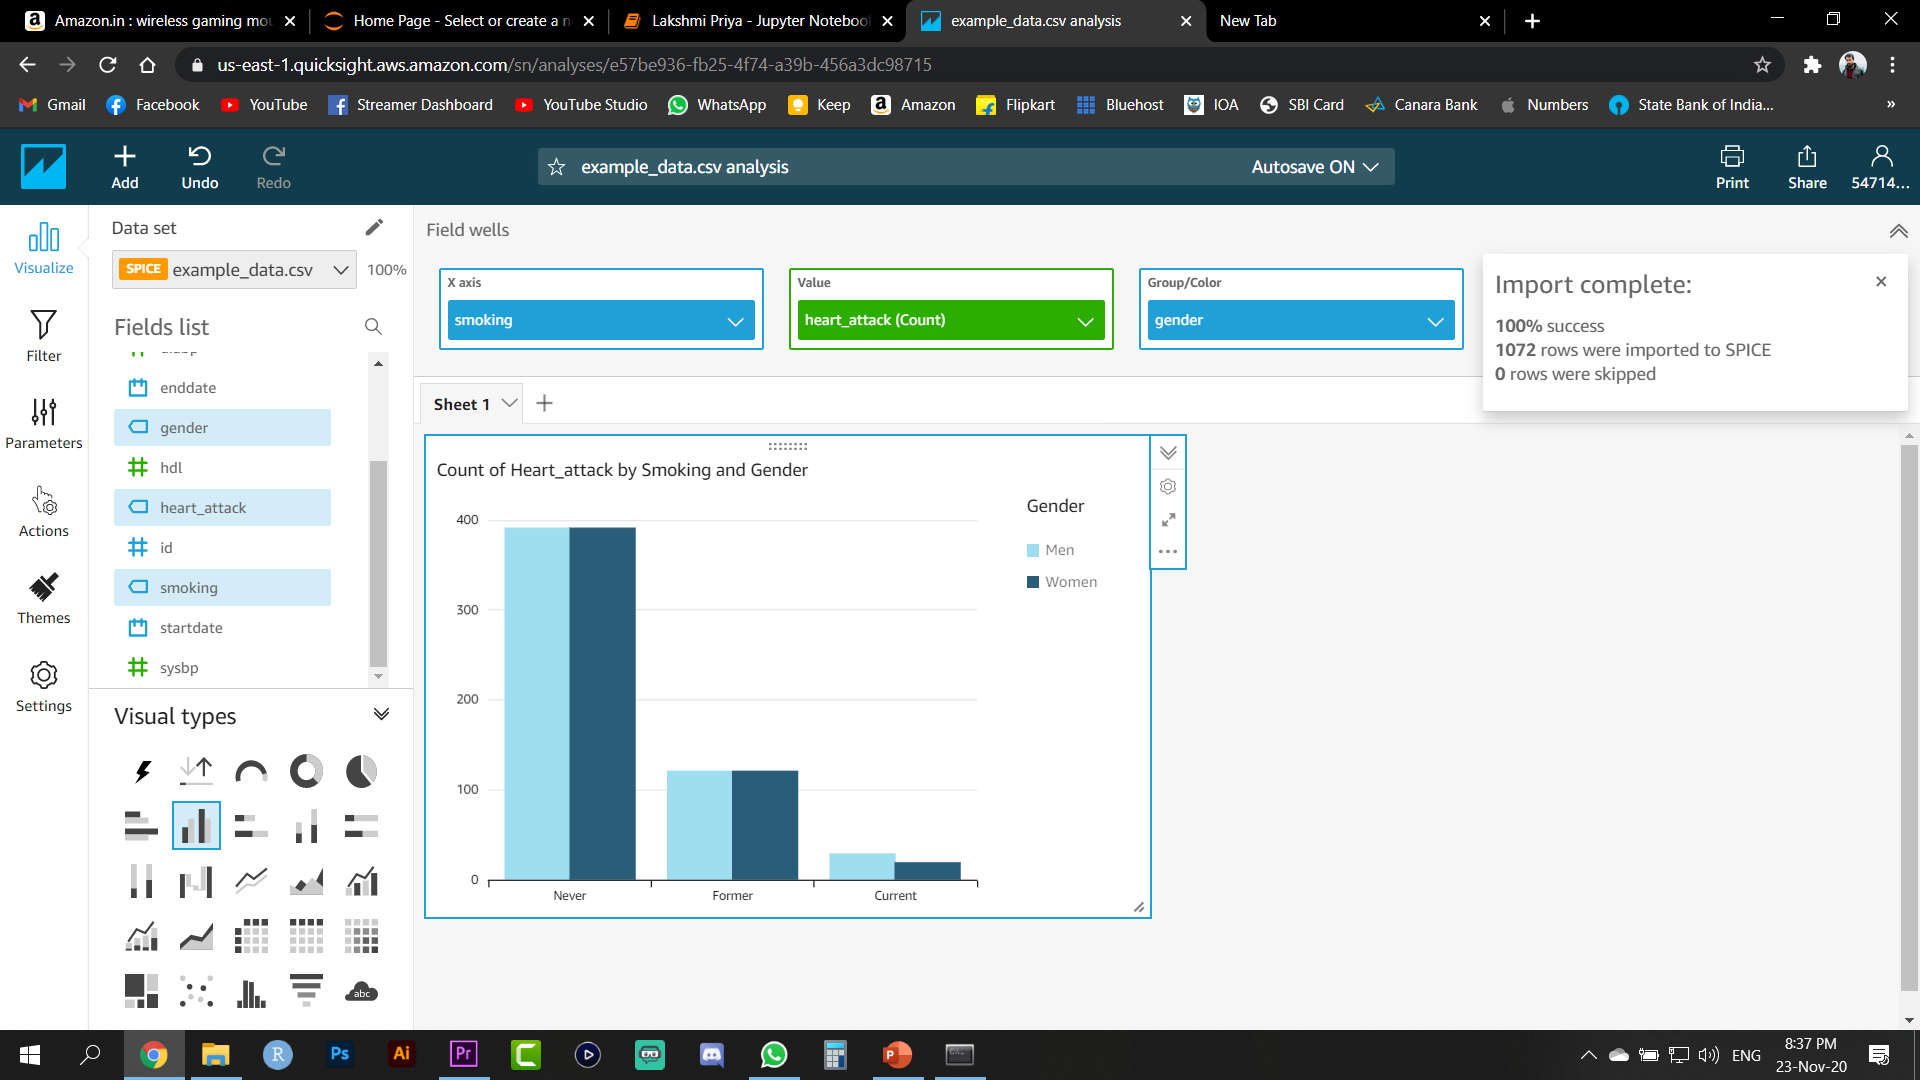 Amazon.in : wireless gaming mou
Home Page - Select or create a n
Lakshmi Priya - Jupyter Notebook
example_data.csv analysis
New Tab
us-east-1.quicksight.aws.amazon.com/sn/analyses/e57be936-fb25-4f74-a39b-456a3dc98715
Gmail Facebook YouTube Streamer Dashboard YouTube Studio WhatsApp Keep Amazon Flipkart Bluehost IOA SBI Card Canara Bank Numbers State Bank of India... »
Add Undo Redo
example_data.csv analysis
Autosave ON
Print Share 54714...
Visualize
Filter
Parameters
Actions
Themes
Settings
Data set
SPICE example_data.csv 100%
Fields list
enddate
gender
hdl
heart_attack
id
smoking
startdate
sysbp
Visual types
abc
Field wells
X axis
smoking
Value
heart_attack (Count)
Group/Color
gender
Import complete:
100% success
1072 rows were imported to SPICE
0 rows were skipped
Sheet 1
Count of Heart_attack by Smoking and Gender
Gender
Men
Women
400
300
200
100
0
Never Former Current
R Ps Ai Pr C P
ENG
8:37 PM
23-Nov-20